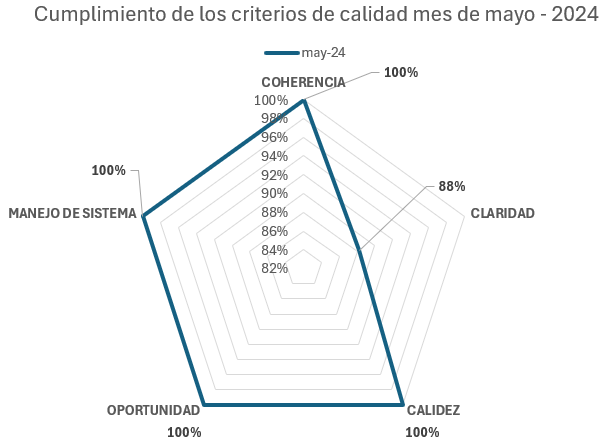 Cumplimiento de los criterios de calidad mes de mayo - 2024
may-24
100%
COHERENCIA
100%
98%
96%
94%
92%
90%
88%
86%
84%
82%
100%
88%
MANEJO DE SISTEMA
CLARIDAD
OPORTUNIDAD
CALIDEZ
100%
100%